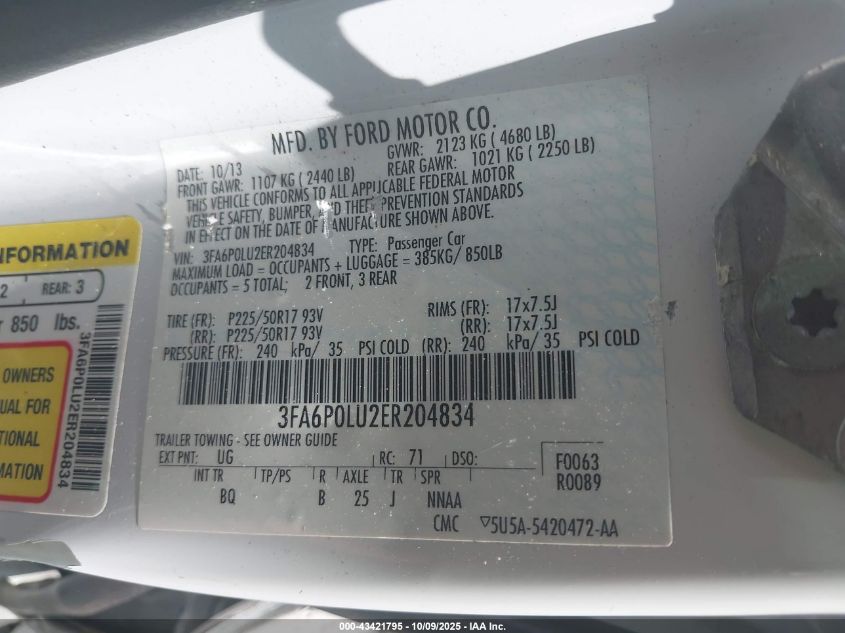 MFD. BY FORD MOTOR CO.
DATE: 10/13 GVWR: 2123 KG ( 4680 LB)
FRONT GAWR: 1107 KG ( 2440 LB) REAR GAWR: 1021 KG ( 2250 LB)
THIS VEHICLE CONFORMS TO ALL APPLICABLE FEDERAL MOTOR
VEHICLE SAFETY, BUMPER, AND THEFT PREVENTION STANDARDS
IN EFFECT ON THE DATE OF MANUFACTURE SHOWN ABOVE.
VIN: 3FA6P0LU2ER204834 TYPE: Passenger Car
MAXIMUM LOAD = OCCUPANTS + LUGGAGE = 385KG/ 850LB
OCCUPANTS = 5 TOTAL; 2 FRONT, 3 REAR
TIRE (FR): P225/50R17 93V RIMS (FR): 17x7.5J
(RR): P225/50R17 93V (RR): 17x7.5J
PRESSURE (FR): 240 kPa/ 35 PSI COLD (RR): 240 kPa/ 35 PSI COLD
3FA6P0LU2ER204834
TRAILER TOWING - SEE OWNER GUIDE
EXT PNT: UG RC: 71 DSO: F0063
R0089
INT TR TP/PS R AXLE TR SPR
BQ B 25 J NNAA
CMC ▽5U5A-5420472-AA
INFORMATION
2 REAR: 3
r 850 lbs.
OWNERS
UAL FOR
TIONAL
MATION
3FA6P0LU2ER204834
000-43421795 - 10/09/2025 - IAA Inc.